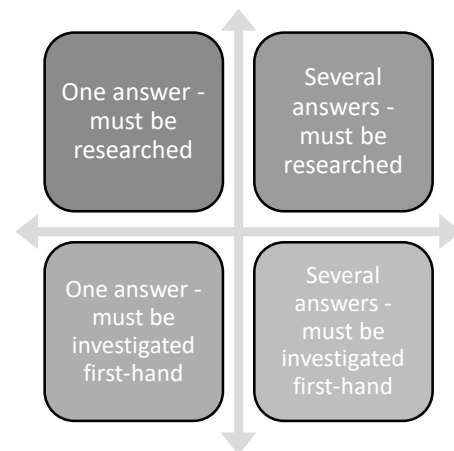 One answer -
must be
researched
Several
answers -
must be
researched
One answer -
must be
investigated
first-hand
Several
answers -
must be
investigated
first-hand